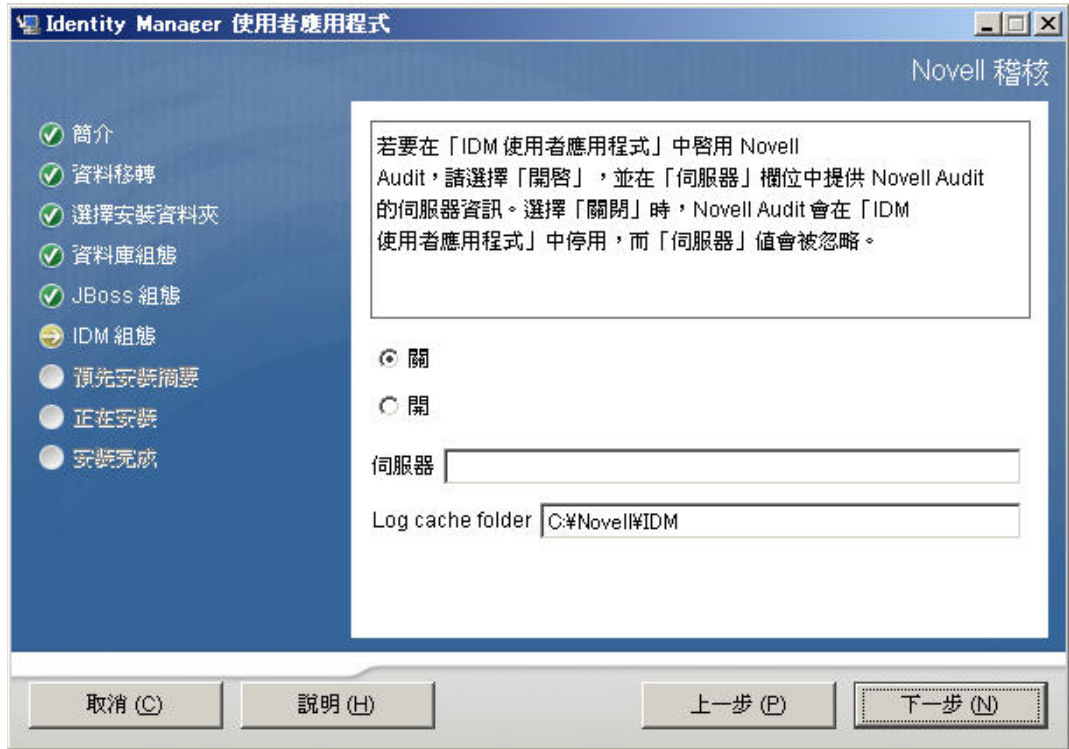 Identity Manager 使用者應用程式
Novell 稽核
簡介
資料移轉
選擇安裝資料夾
資料庫組態
JBoss 組態
IDM 組態
預先安裝摘要
正在安裝
安裝完成
若要在「IDM 使用者應用程式」中啓用 Novell
Audit，請選擇「開啓」，並在「伺服器」欄位中提供 Novell Audit
的伺服器資訊。選擇「關閉」時，Novell Audit 會在「IDM
使用者應用程式」中停用，而「伺服器」值會被忽略。
關
開
伺服器
Log cache folder C:¥Novell¥IDM
取消 (C)
說明 (H)
上一步 (P)
下一步 (N)